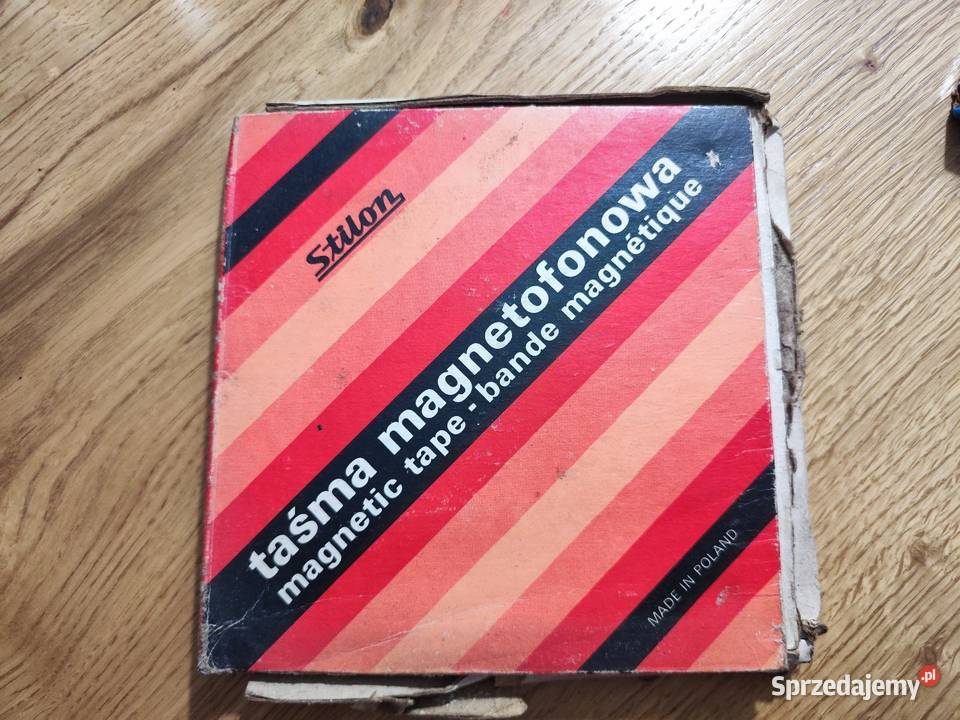 Stilon
taśma magnetofonowa
magnetic tape - bande magnétique
MADE IN POLAND
Sprzedajemy.pl